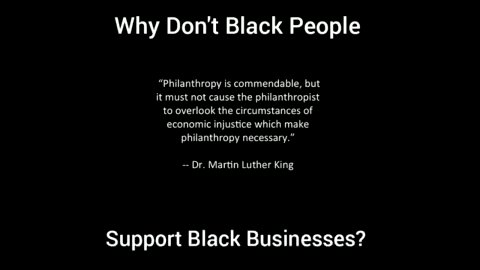 Why Don't Black People
“Philanthropy is commendable, but
it must not cause the philanthropist
to overlook the circumstances of
economic injustice which make
philanthropy necessary.”
-- Dr. Martin Luther King
Support Black Businesses?